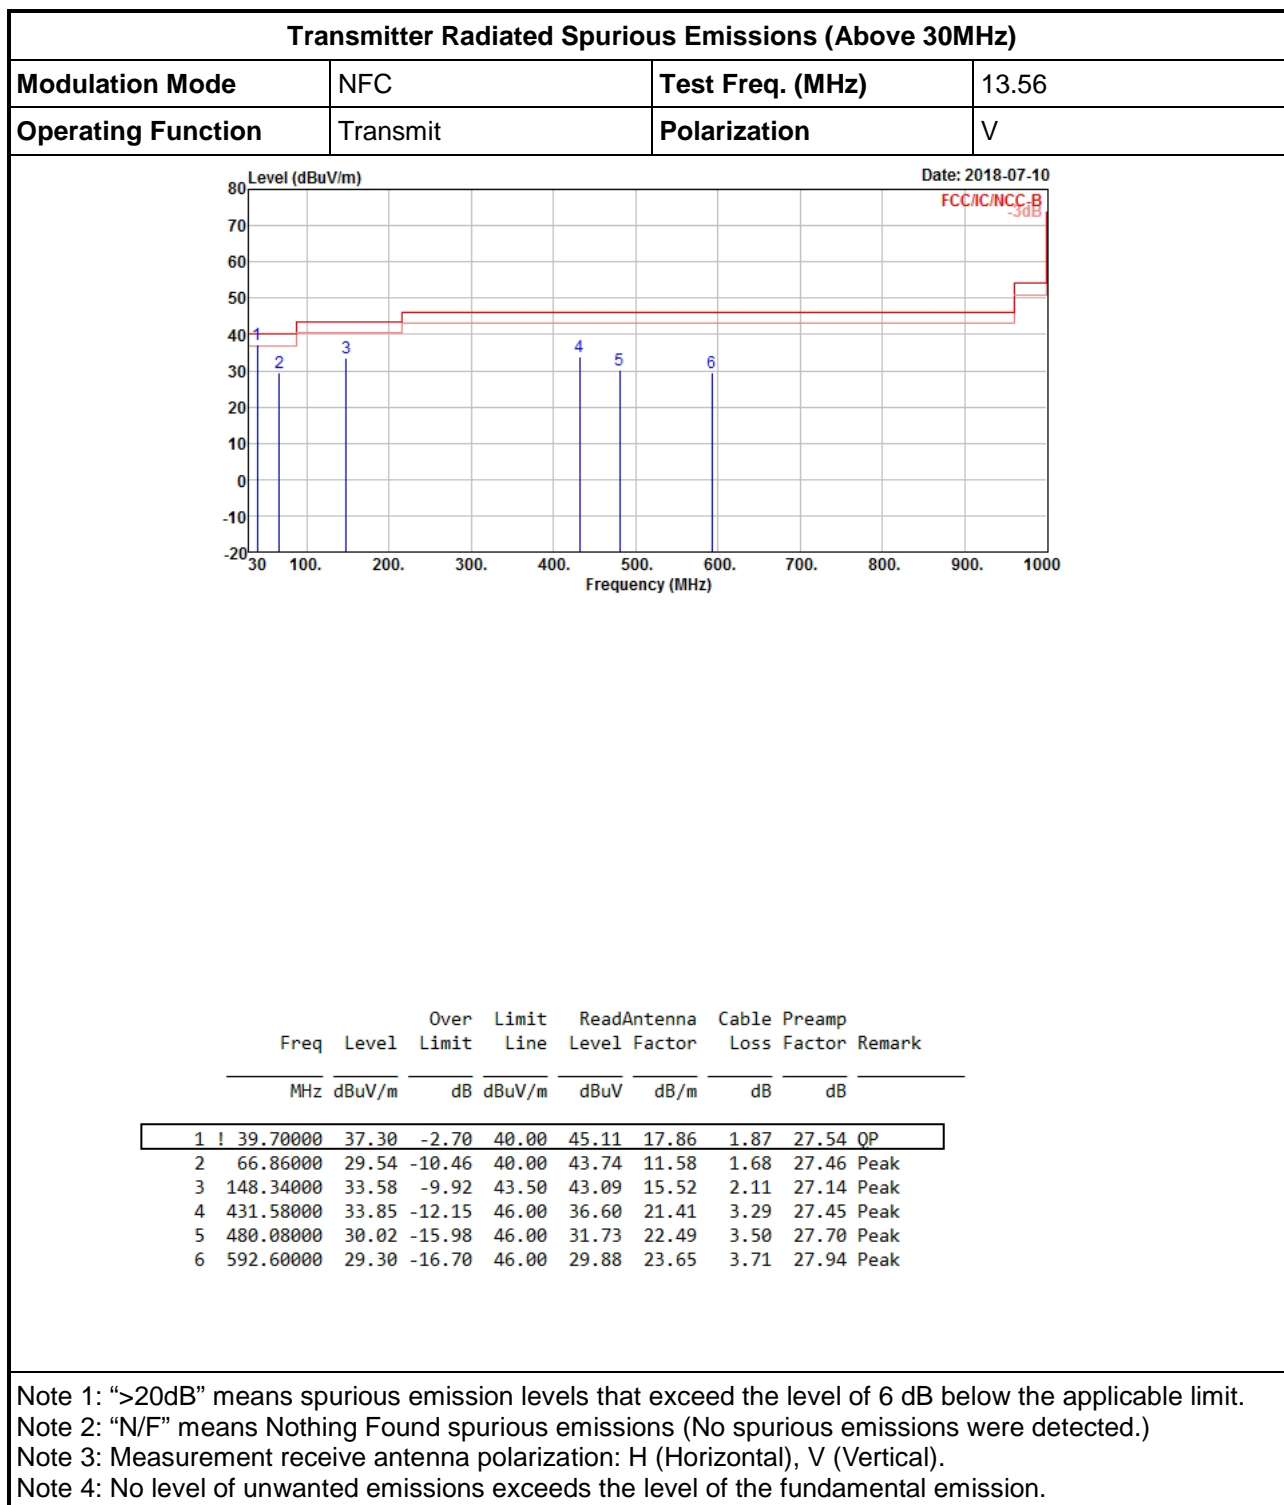 Transmitter Radiated Spurious Emissions (Above 30MHz)
Modulation Mode NFC Test Freq. (MHz) 13.56
Operating Function Transmit Polarization V
Level (dBuV/m) Date: 2018-07-10
80
FCC/IC/NCC-B
-3dB
70
60
50
40
30
20
10
0
-10
-20
1
2
3
4
5
6
30 100. 200. 300. 400. 500. 600. 700. 800. 900. 1000
Frequency (MHz)
Over Limit ReadAntenna Cable Preamp
Freq Level Limit Line Level Factor Loss Factor Remark
MHz dBuV/m dB dBuV/m dBuV dB/m dB dB
1 ! 39.70000 37.30 -2.70 40.00 45.11 17.86 1.87 27.54 QP
2 66.86000 29.54 -10.46 40.00 43.74 11.58 1.68 27.46 Peak
3 148.34000 33.58 -9.92 43.50 43.09 15.52 2.11 27.14 Peak
4 431.58000 33.85 -12.15 46.00 36.60 21.41 3.29 27.45 Peak
5 480.08000 30.02 -15.98 46.00 31.73 22.49 3.50 27.70 Peak
6 592.60000 29.30 -16.70 46.00 29.88 23.65 3.71 27.94 Peak
Note 1: “>20dB” means spurious emission levels that exceed the level of 6 dB below the applicable limit.
Note 2: “N/F” means Nothing Found spurious emissions (No spurious emissions were detected.)
Note 3: Measurement receive antenna polarization: H (Horizontal), V (Vertical).
Note 4: No level of unwanted emissions exceeds the level of the fundamental emission.